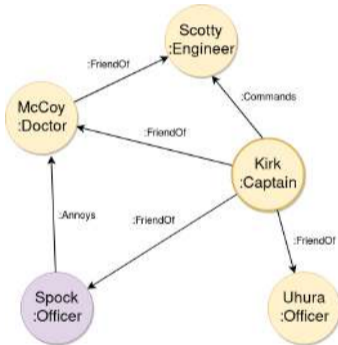 Scotty
:Engineer
:FriendOf
McCoy
:Doctor
:Commands
:FriendOf
Kirk
:Captain
:Annoys
:FriendOf
:FriendOf
Spock
:Officer
Uhura
:Officer